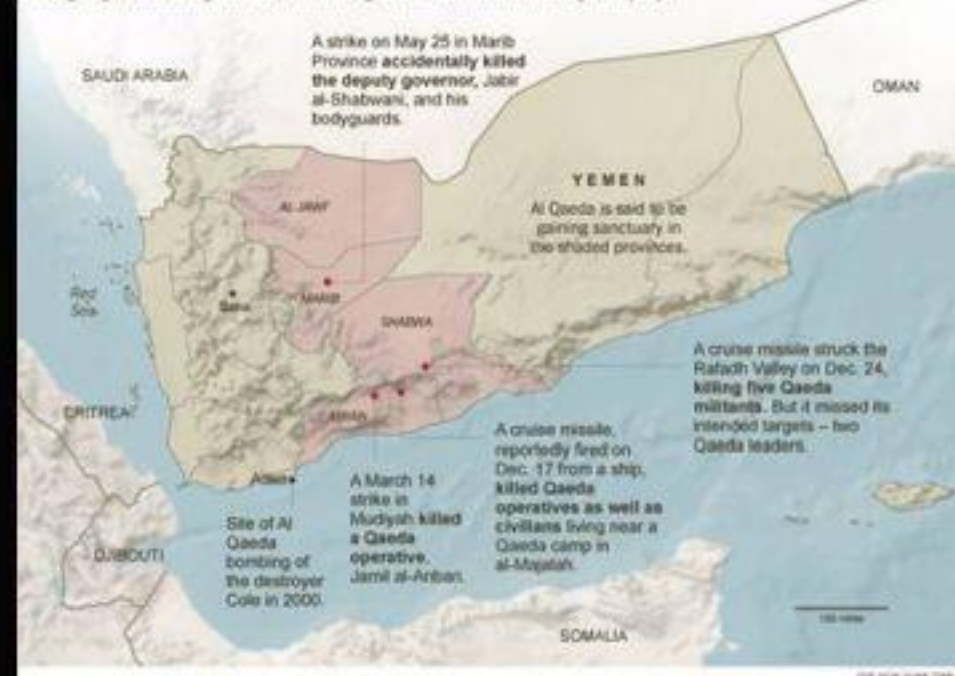 A strike on May 25 in Marib
Province accidentally killed
the deputy governor, Jabir
al-Shabwani, and his
bodyguards.
SAUDI ARABIA
OMAN
YEMEN
Al Qaeda is said to be
gaining sanctuary in
the shaded provinces.
AL JAWF
Red
Sea
Sana
MARIB
SHABWA
A cruise missile struck the
Rafadh Valley on Dec. 24,
killing five Qaeda
militants. But it missed its
intended targets – two
Qaeda leaders.
ERITREA
ABYAN
A cruise missile,
reportedly fired on
Dec. 17 from a ship,
killed Qaeda
operatives as well as
civilians living near a
Qaeda camp in
al-Majalah.
Aden
A March 14
strike in
Mudiyah killed
a Qaeda
operative,
Jamil al-Anbari.
Site of Al
Qaeda
bombing of
the destroyer
Cole in 2000.
DJIBOUTI
SOMALIA
100 miles